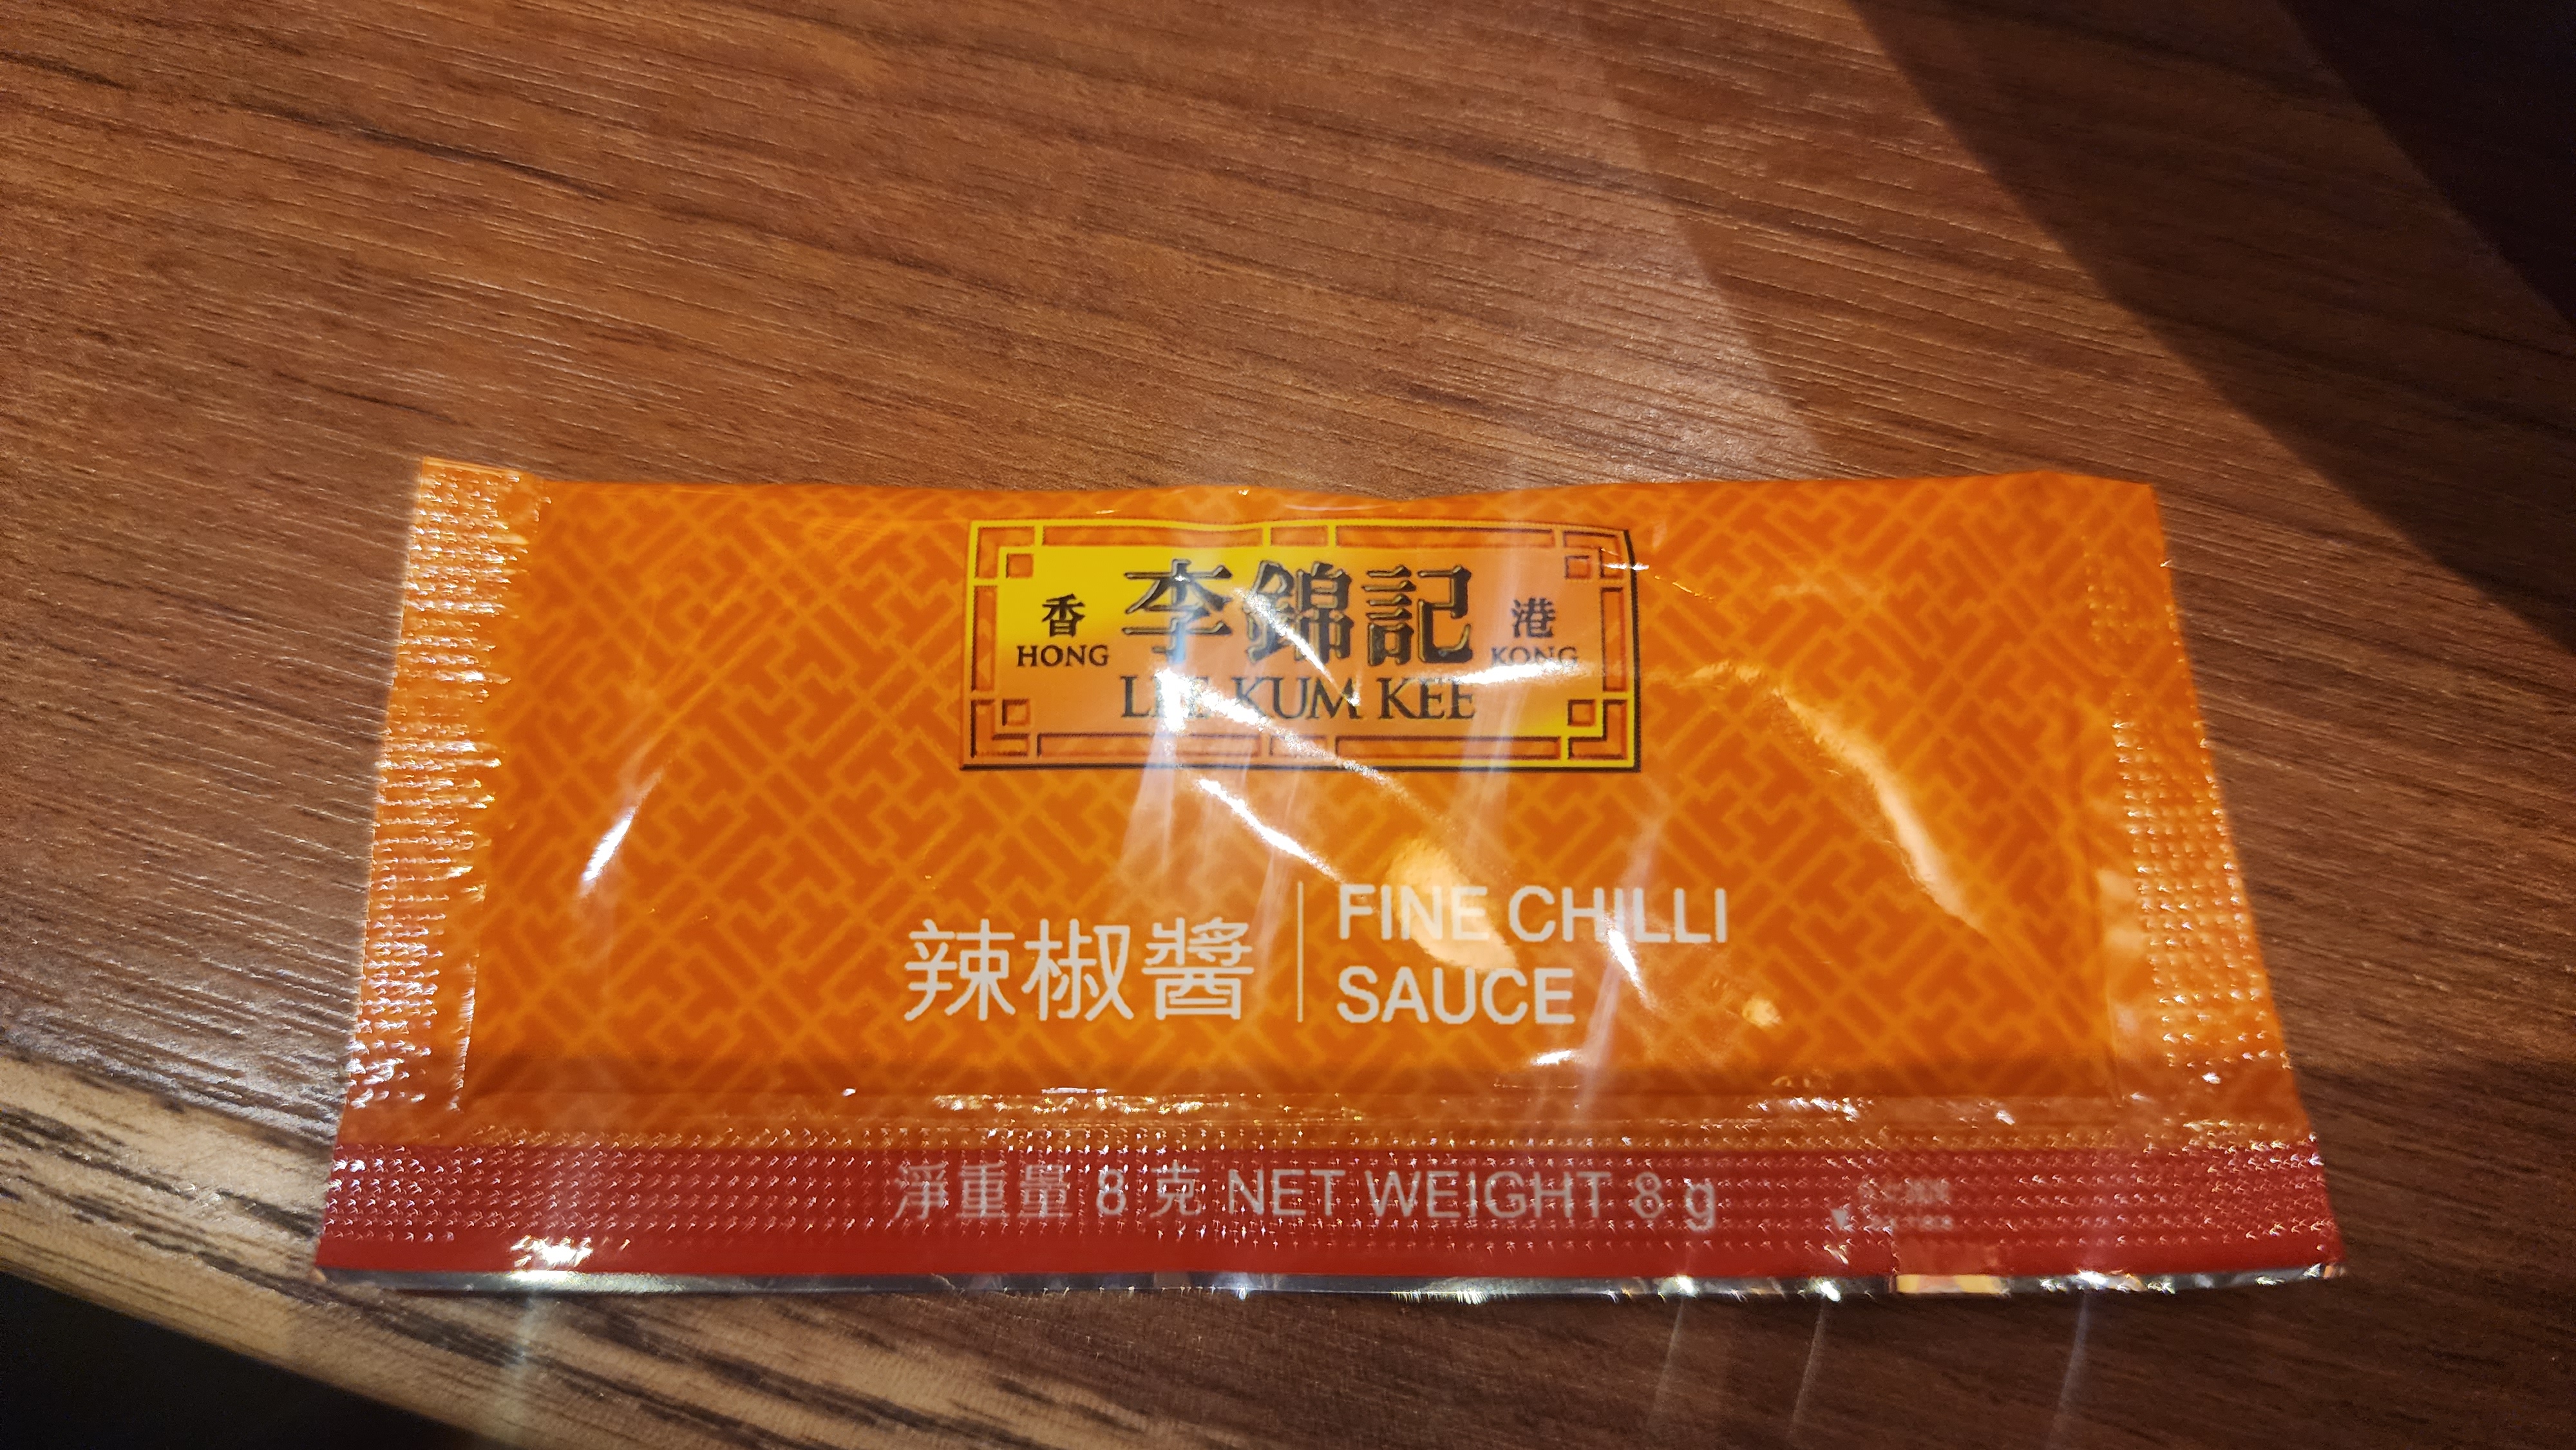 香 李錦記 港
HONG KONG
LEE KUM KEE
辣椒醬
FINE CHILLI
SAUCE
淨重量 8 克 NET WEIGHT 8 g